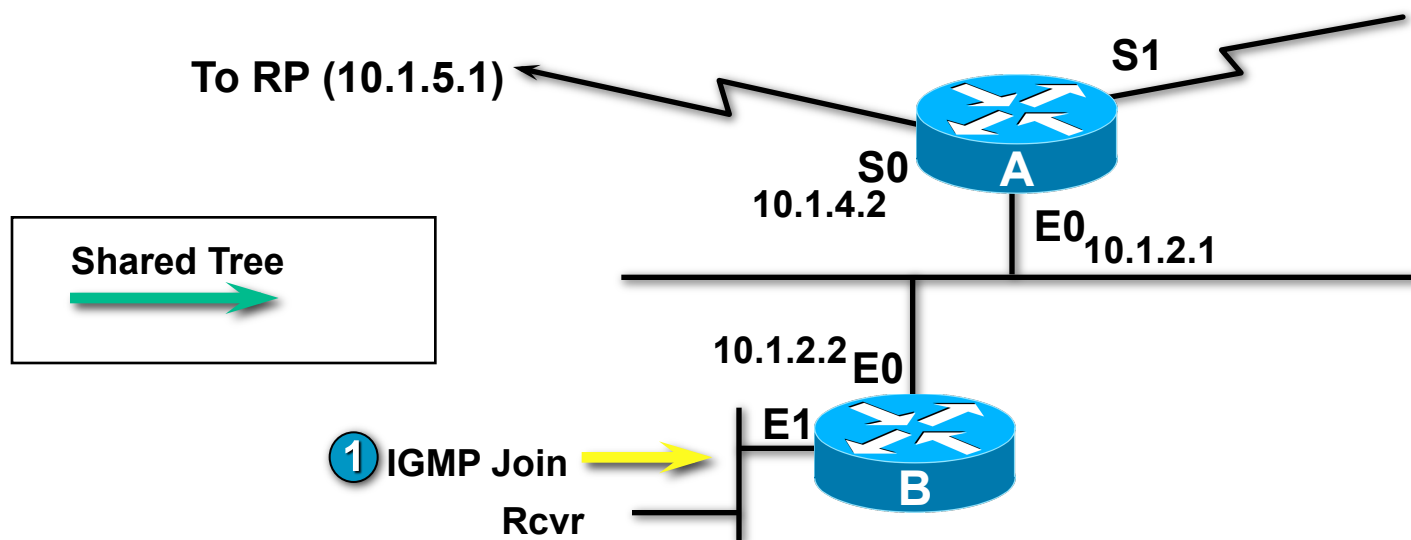 To RP (10.1.5.1)
S1
S0
10.1.4.2
A
E0
10.1.2.1
Shared Tree
10.1.2.2
E0
E1
1 IGMP Join
B
Rcvr